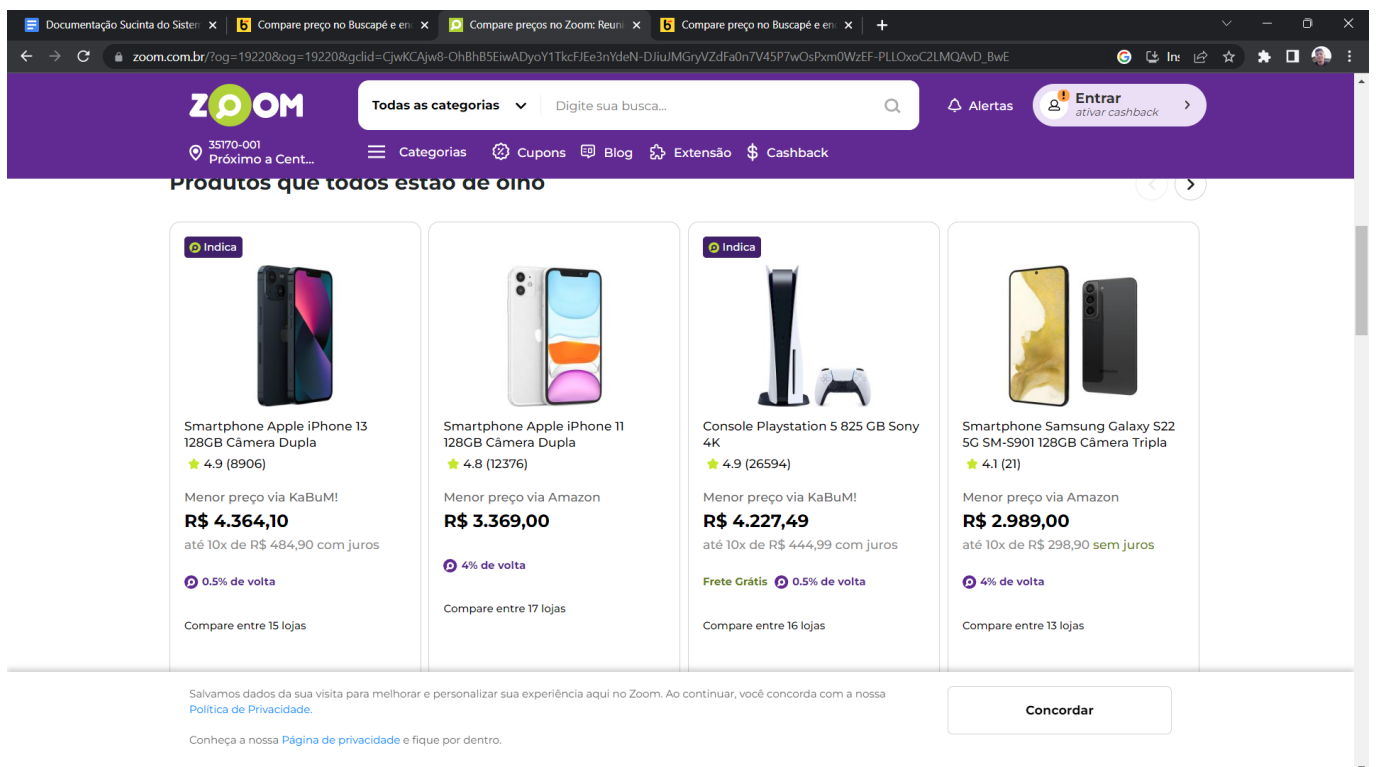 Documentação Sucinta do Sistem
Compare preço no Buscapé e en
Compare preços no Zoom: Reuni
Compare preço no Buscapé e en
zoom.com.br/?og=19220&og=19220&gclid=CjwKCAjw8-OhBhB5EiwADyoY1TkcFJEe3nYdeN-DJiuJMGryVZdFa0n7V45P7wOsPxm0WzEF-PLLOxoC2LMQAvD_BwE
Ins
ZOOM
Todas as categorias
Digite sua busca...
Alertas
Entrar
ativar cashback
35170-001
Próximo a Cent...
Categorias
Cupons
Blog
Extensão
Cashback
Produtos que todos estão de olho
Indica
Smartphone Apple iPhone 13
128GB Câmera Dupla
4.9 (8906)
Menor preço via KaBuM!
R$ 4.364,10
até 10x de R$ 484,90 com juros
0.5% de volta
Compare entre 15 lojas
Smartphone Apple iPhone 11
128GB Câmera Dupla
4.8 (12376)
Menor preço via Amazon
R$ 3.369,00
4% de volta
Compare entre 17 lojas
Indica
Console Playstation 5 825 GB Sony
4K
4.9 (26594)
Menor preço via KaBuM!
R$ 4.227,49
até 10x de R$ 444,99 com juros
Frete Grátis 0.5% de volta
Compare entre 16 lojas
Smartphone Samsung Galaxy S22
5G SM-S901 128GB Câmera Tripla
4.1 (21)
Menor preço via Amazon
R$ 2.989,00
até 10x de R$ 298,90 sem juros
4% de volta
Compare entre 13 lojas
Salvamos dados da sua visita para melhorar e personalizar sua experiência aqui no Zoom. Ao continuar, você concorda com a nossa
Política de Privacidade.
Conheça a nossa Página de privacidade e fique por dentro.
Concordar